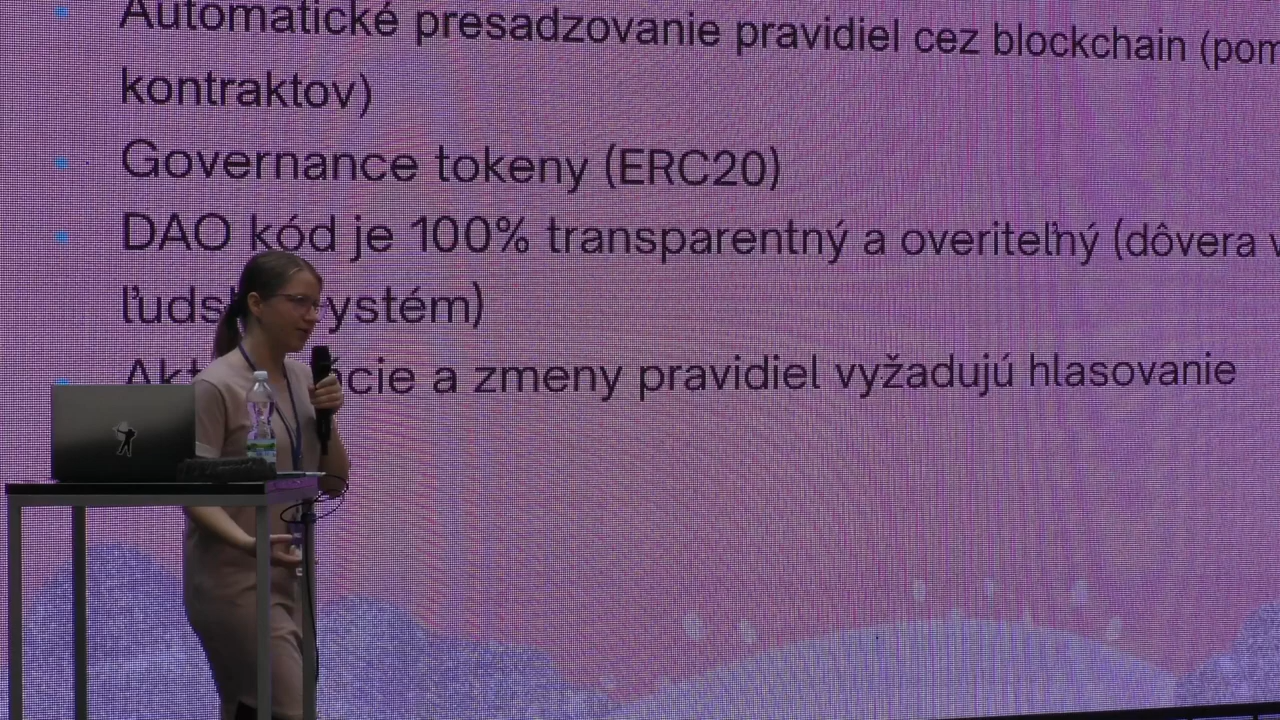 Automatické presadzovanie pravidiel cez blockchain
kontraktov)
Governance tokeny (ERC20)
DAO kód je 100% transparentný a overiteľný (dôvera
a zmeny pravidiel vyžadujú hlasovanie